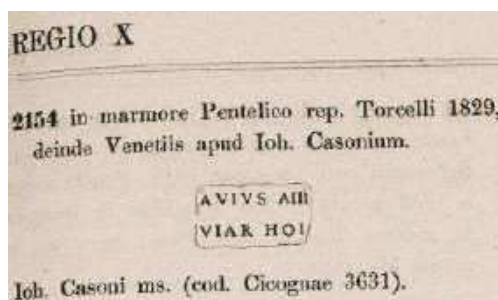 REGIO X
2154 in marmore Pentelico rep. Torcelli 1829,
deinde Venetiis apud Ioh. Casonium.
AVIVS AIII
VIAR HOI
Ioh. Casoni ms. (cod. Cicognae 3631).